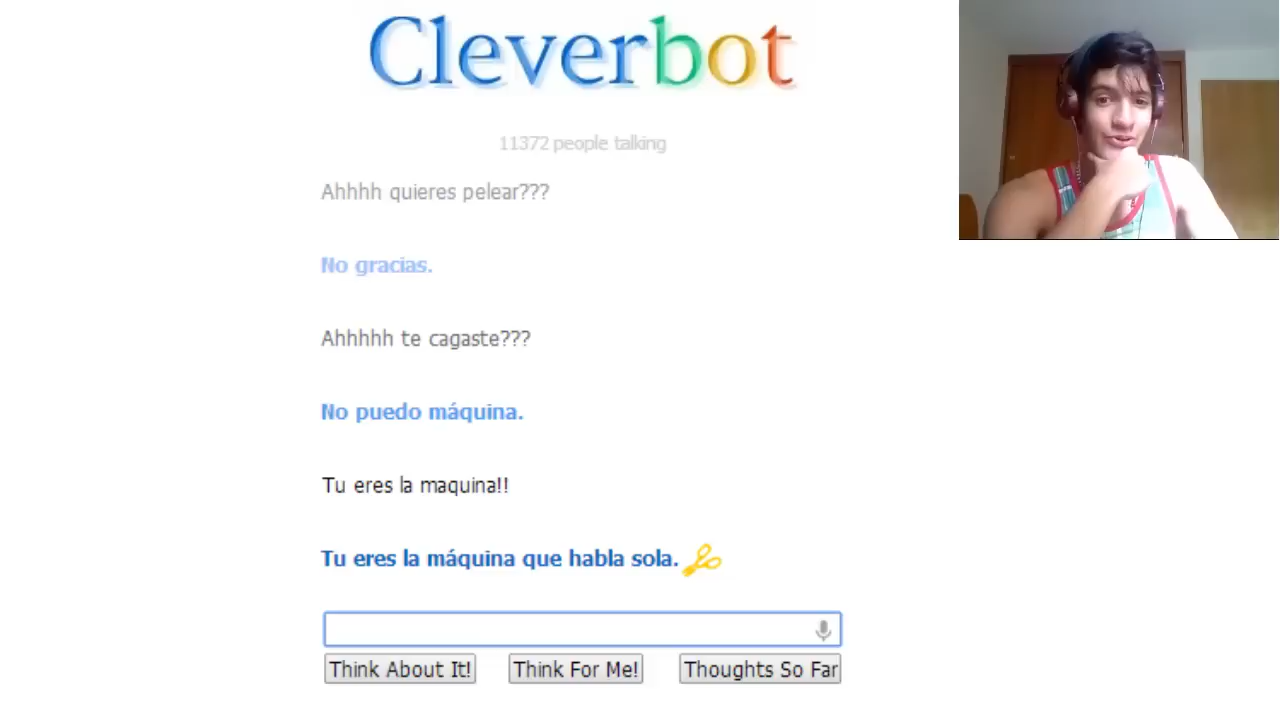 Cleverbot
11372 people talking
Ahhhh quieres pelear???
No gracias.
Ahhhhh te cagaste???
No puedo máquina.
Tu eres la maquina!!
Tu eres la máquina que habla sola.
Think About It!
Think For Me!
Thoughts So Far